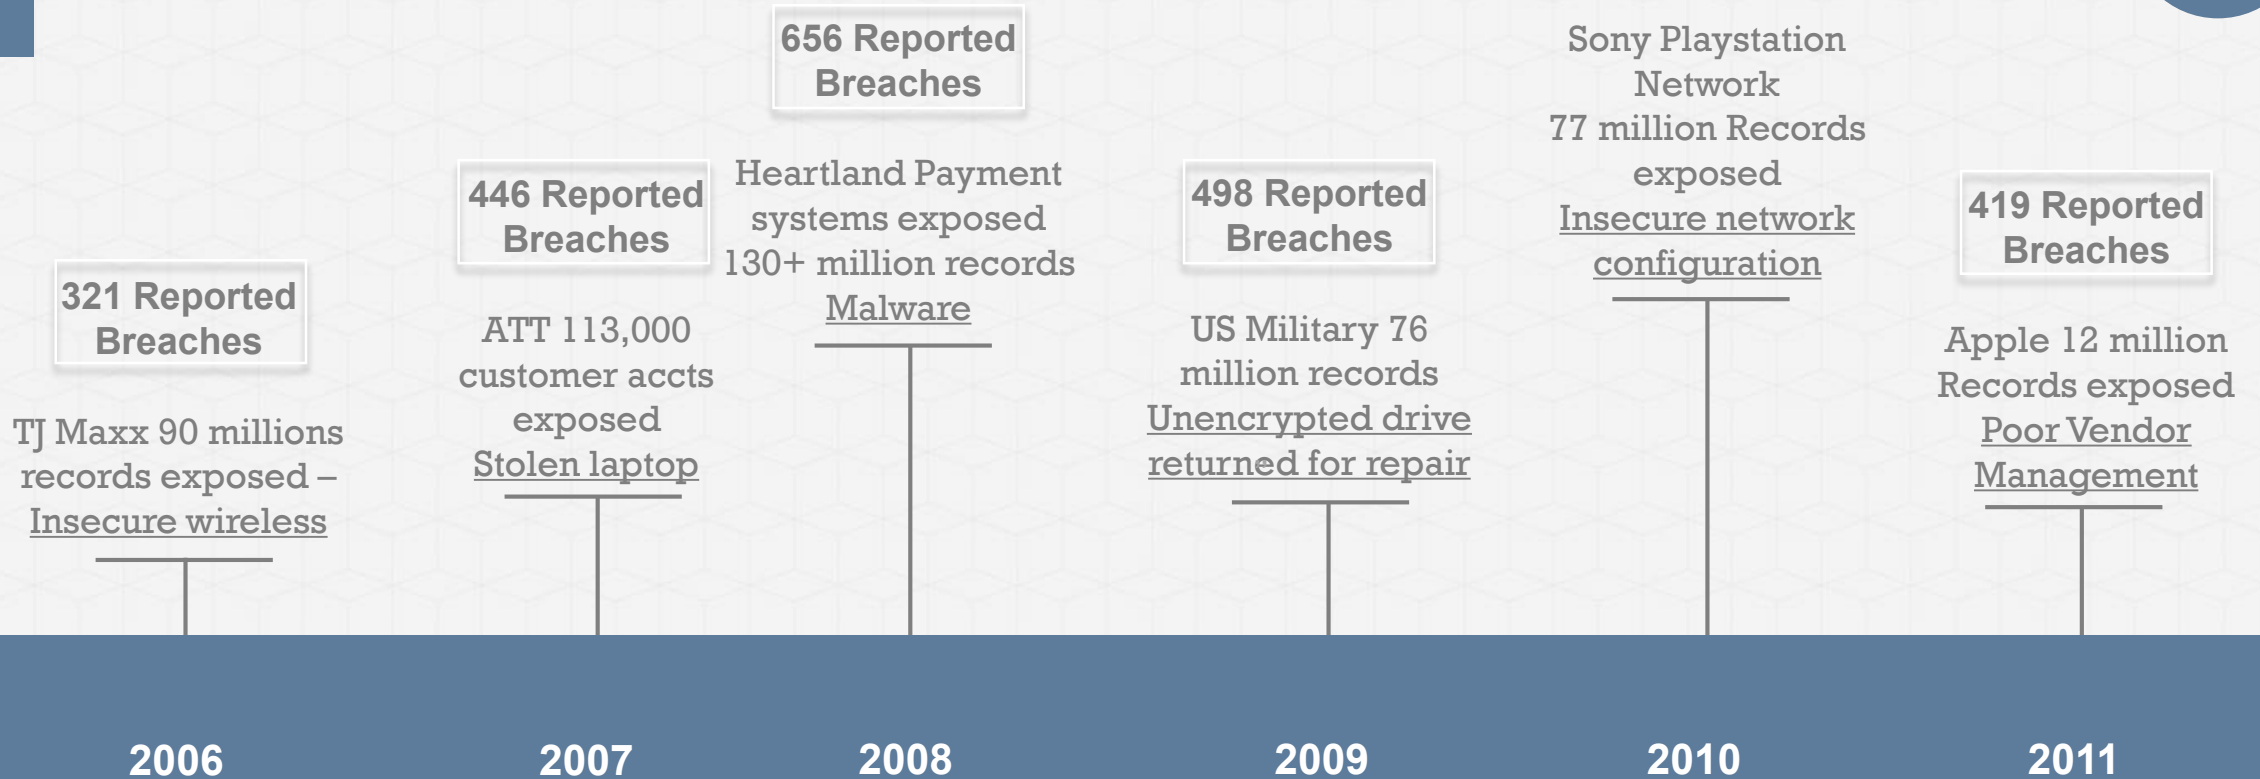 321 Reported
Breaches
TJ Maxx 90 millions
records exposed –
Insecure wireless
446 Reported
Breaches
ATT 113,000
customer accts
exposed
Stolen laptop
656 Reported
Breaches
Heartland Payment
systems exposed
130+ million records
Malware
498 Reported
Breaches
US Military 76
million records
Unencrypted drive
returned for repair
Sony Playstation
Network
77 million Records
exposed
Insecure network
configuration
419 Reported
Breaches
Apple 12 million
Records exposed
Poor Vendor
Management
2006
2007
2008
2009
2010
2011